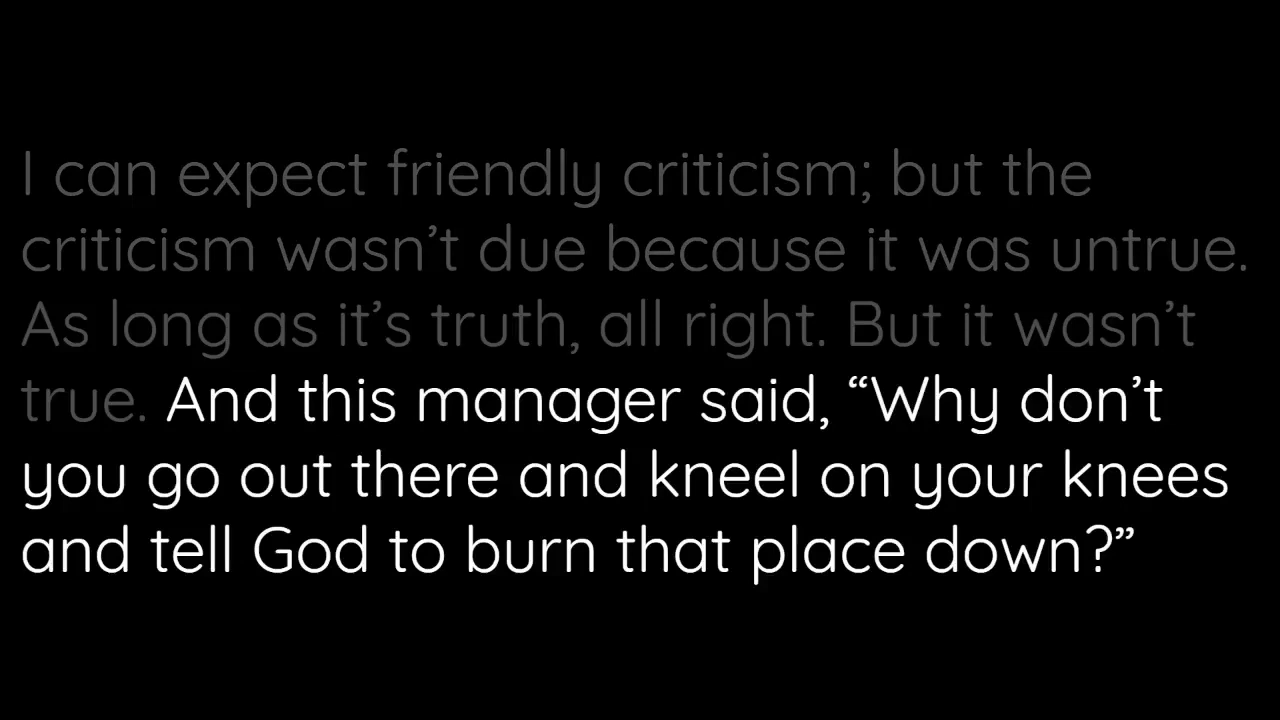 I can expect friendly criticism; but the
criticism wasn’t due because it was untrue.
As long as it’s truth, all right. But it wasn’t
true. And this manager said, “Why don’t
you go out there and kneel on your knees
and tell God to burn that place down?”